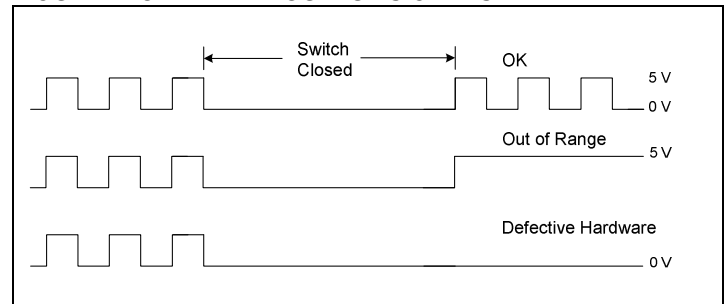 Switch
Closed
OK
5 V
0 V
Out of Range
5 V
Defective Hardware
0 V